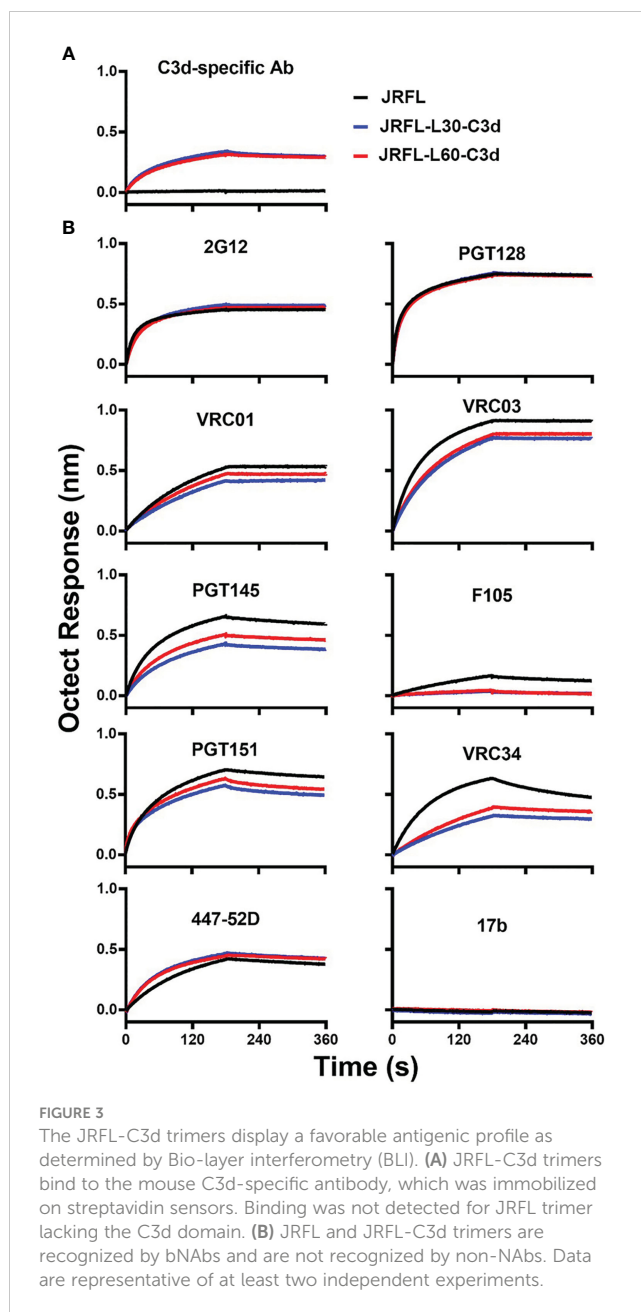 A
C3d-specific Ab
1.0
0.5
0.0
JRFL
JRFL-L30-C3d
JRFL-L60-C3d
B
2G12
1.0
0.5
0.0
PGT128
VRC01
1.0
0.5
0.0
VRC03
PGT145
1.0
0.5
0.0
F105
PGT151
1.0
0.5
0.0
VRC34
447-52D
1.0
0.5
0.0
17b
0 120 240 360
0 120 240 360
Octect Response (nm)
Time (s)
FIGURE 3
The JRFL-C3d trimers display a favorable antigenic profile as
determined by Bio-layer interferometry (BLI). (A) JRFL-C3d trimers
bind to the mouse C3d-specific antibody, which was immobilized
on streptavidin sensors. Binding was not detected for JRFL trimer
lacking the C3d domain. (B) JRFL and JRFL-C3d trimers are
recognized by bNAbs and are not recognized by non-NAbs. Data
are representative of at least two independent experiments.